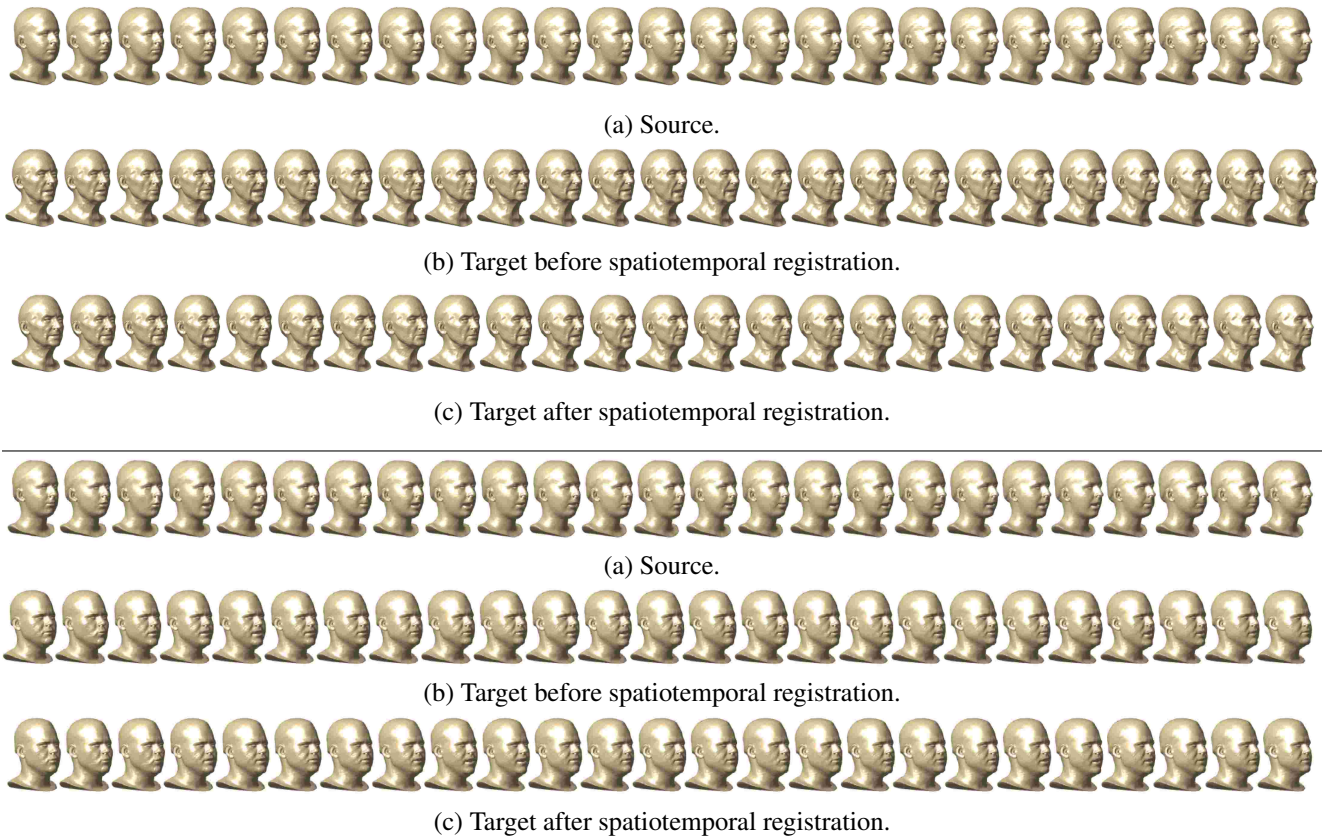 (a) Source.
(b) Target before spatiotemporal registration.
(c) Target after spatiotemporal registration.
(a) Source.
(b) Target before spatiotemporal registration.
(c) Target after spatiotemporal registration.